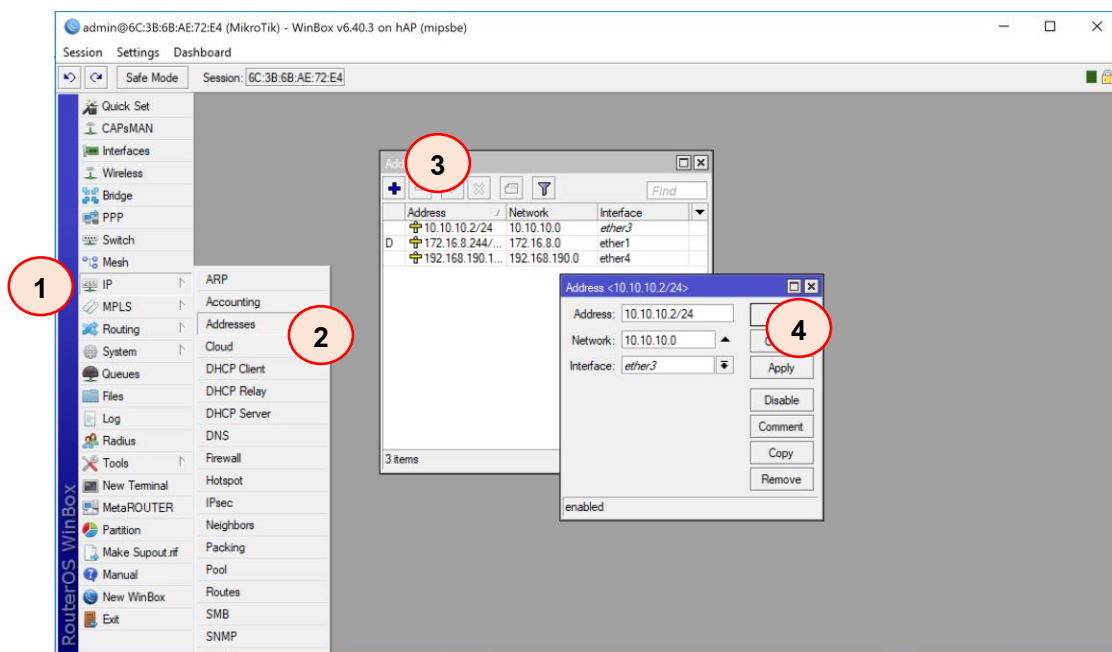 admin@6C:3B:6B:AE:72:E4 (MikroTik) - WinBox v6.40.3 on hAP (mipsbe)
Session Settings Dashboard
Safe Mode Session: 6C:3B:6B:AE:72:E4
Quick Set
CAPsMAN
Interfaces
Wireless
Bridge
PPP
Switch
Mesh
IP
MPLS
Routing
System
Queues
Files
Log
Radius
Tools
New Terminal
MetaROUTER
Partition
Make Supout.rif
Manual
New WinBox
Exit
RouterOS WinBox
1
ARP
Accounting
Addresses
Cloud
DHCP Client
DHCP Relay
DHCP Server
DNS
Firewall
Hotspot
IPsec
Neighbors
Packing
Pool
Routes
SMB
SNMP
2
3
Find
Address Network Interface
10.10.10.2/24 10.10.10.0 ether3
D 172.16.8.244/... 172.16.8.0 ether1
192.168.190.1... 192.168.190.0 ether4
3 items
Address <10.10.10.2/24>
Address: 10.10.10.2/24
Network: 10.10.10.0
Interface: ether3
4
Apply
Disable
Comment
Copy
Remove
enabled